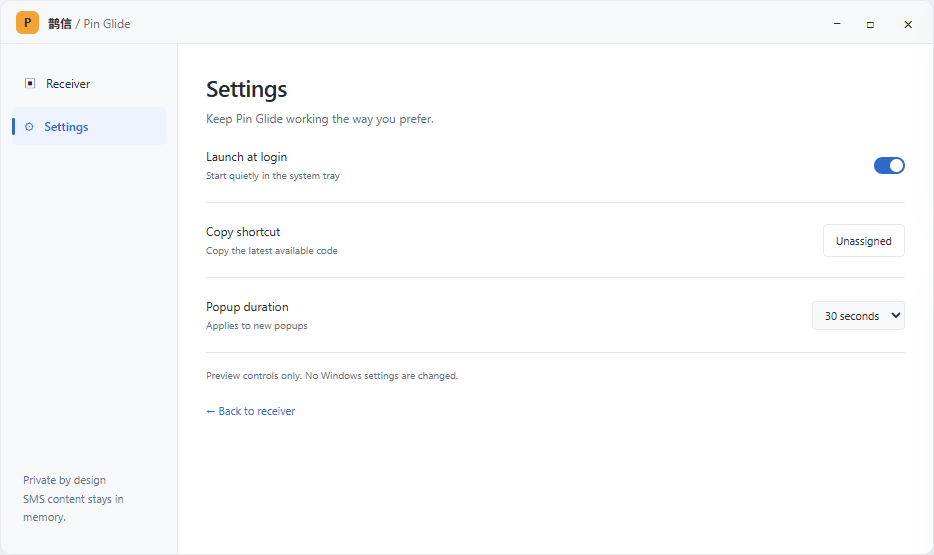 P 鹊信 / Pin Glide
Receiver
Settings
Settings
Keep Pin Glide working the way you prefer.
Launch at login
Start quietly in the system tray
Copy shortcut
Copy the latest available code
Unassigned
Popup duration
Applies to new popups
30 seconds
Preview controls only. No Windows settings are changed.
← Back to receiver
Private by design
SMS content stays in
memory.